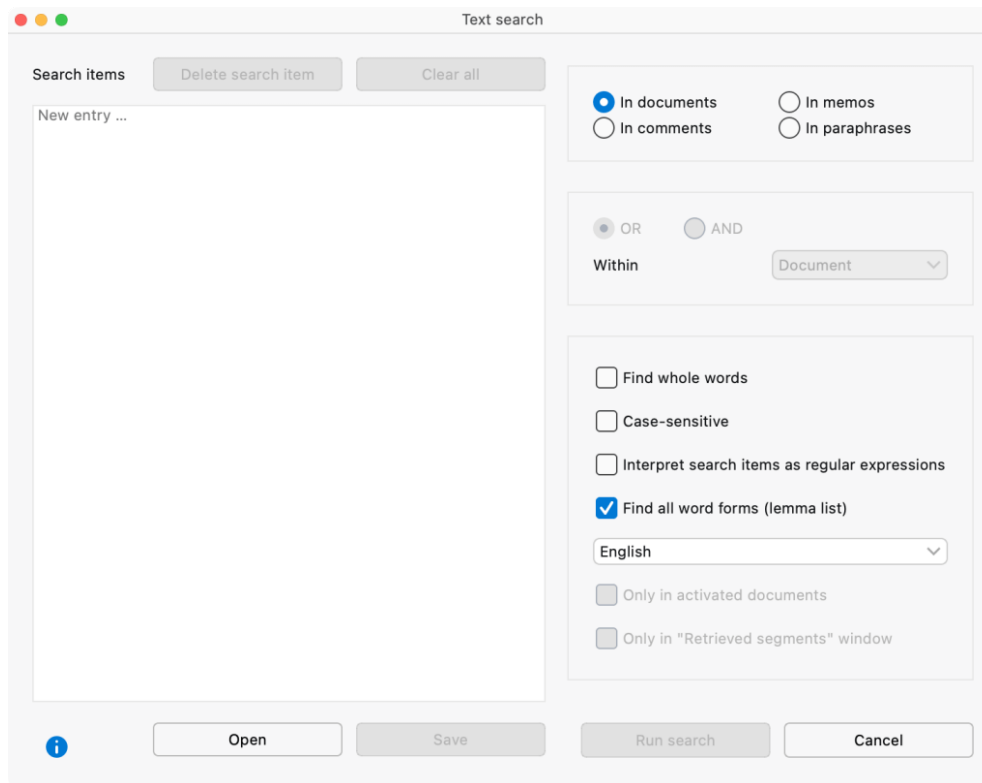 Text search
Search items
Delete search item
Clear all
New entry ...
In documents
In memos
In comments
In paraphrases
OR
AND
Within
Document
Find whole words
Case-sensitive
Interpret search items as regular expressions
Find all word forms (lemma list)
English
Only in activated documents
Only in "Retrieved segments" window
Open
Save
Run search
Cancel